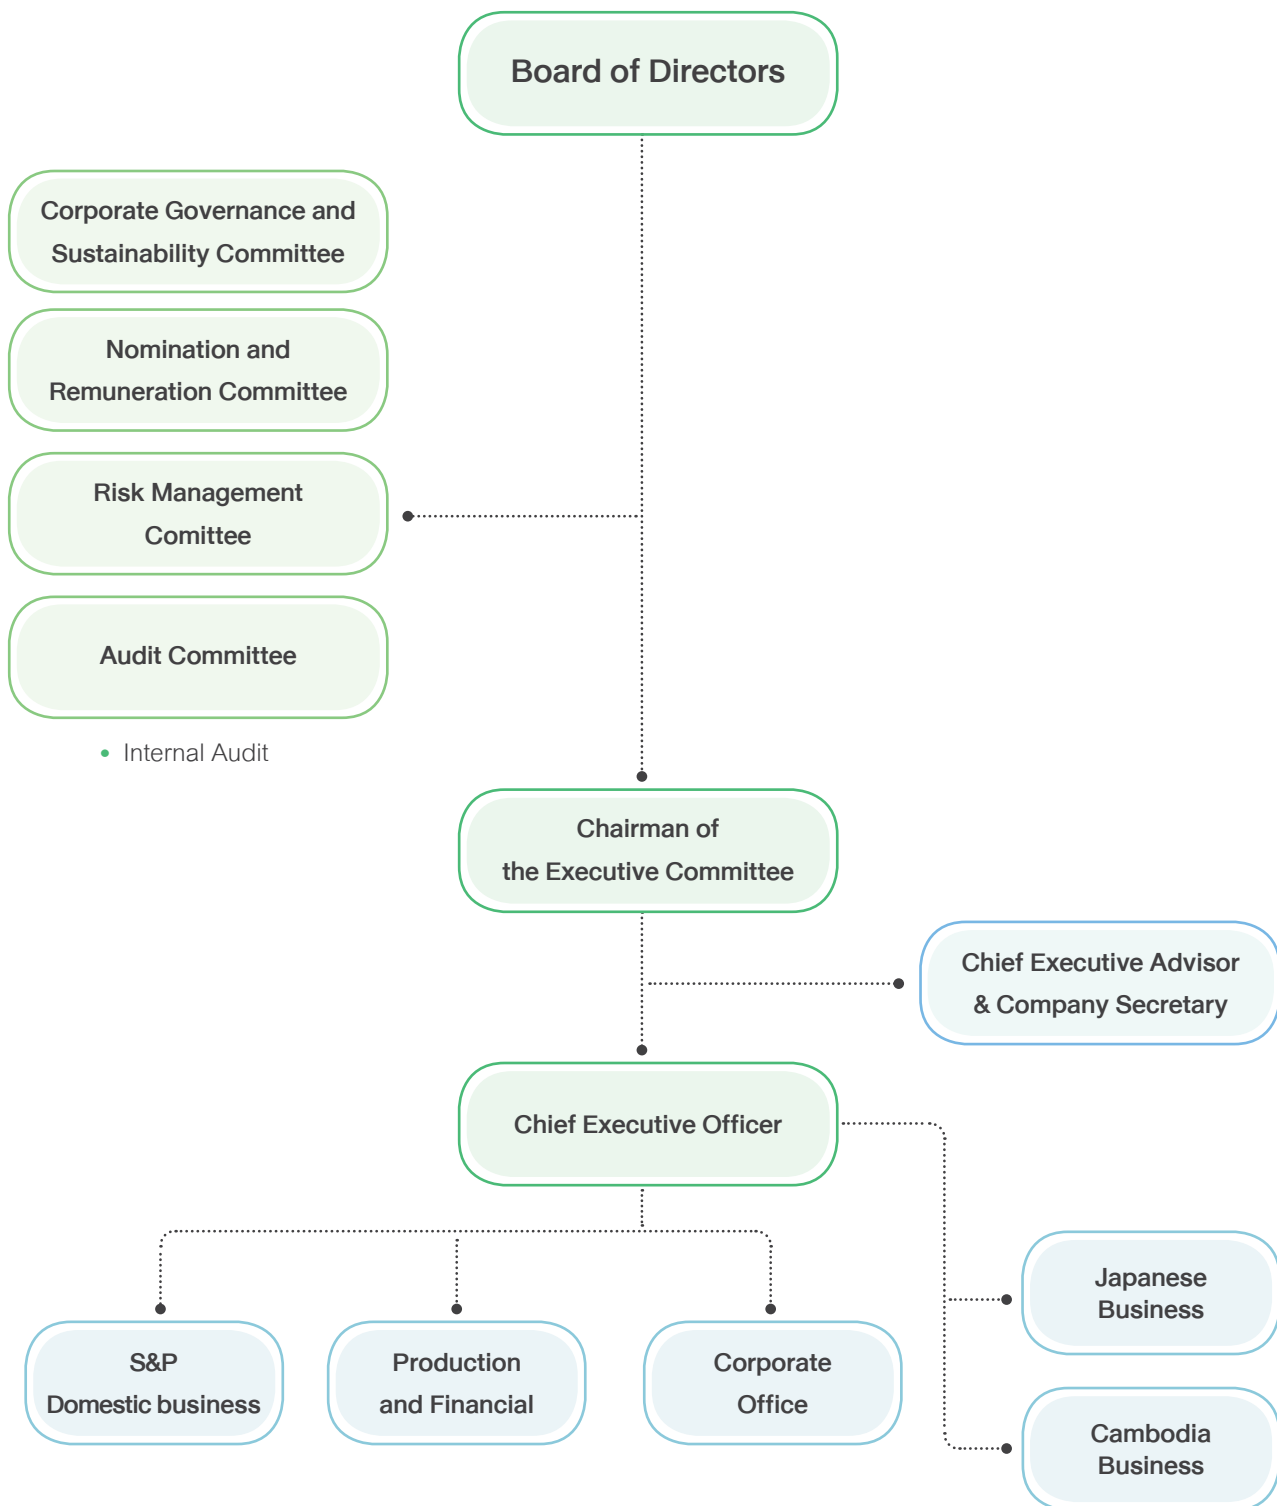 Board of Directors
Corporate Governance and
Sustainability Committee
Nomination and
Remuneration Committee
Risk Management
Comittee
Audit Committee
• Internal Audit
Chairman of
the Executive Committee
Chief Executive Advisor
& Company Secretary
Chief Executive Officer
Japanese
Business
S&P
Domestic business
Production
and Financial
Corporate
Office
Cambodia
Business